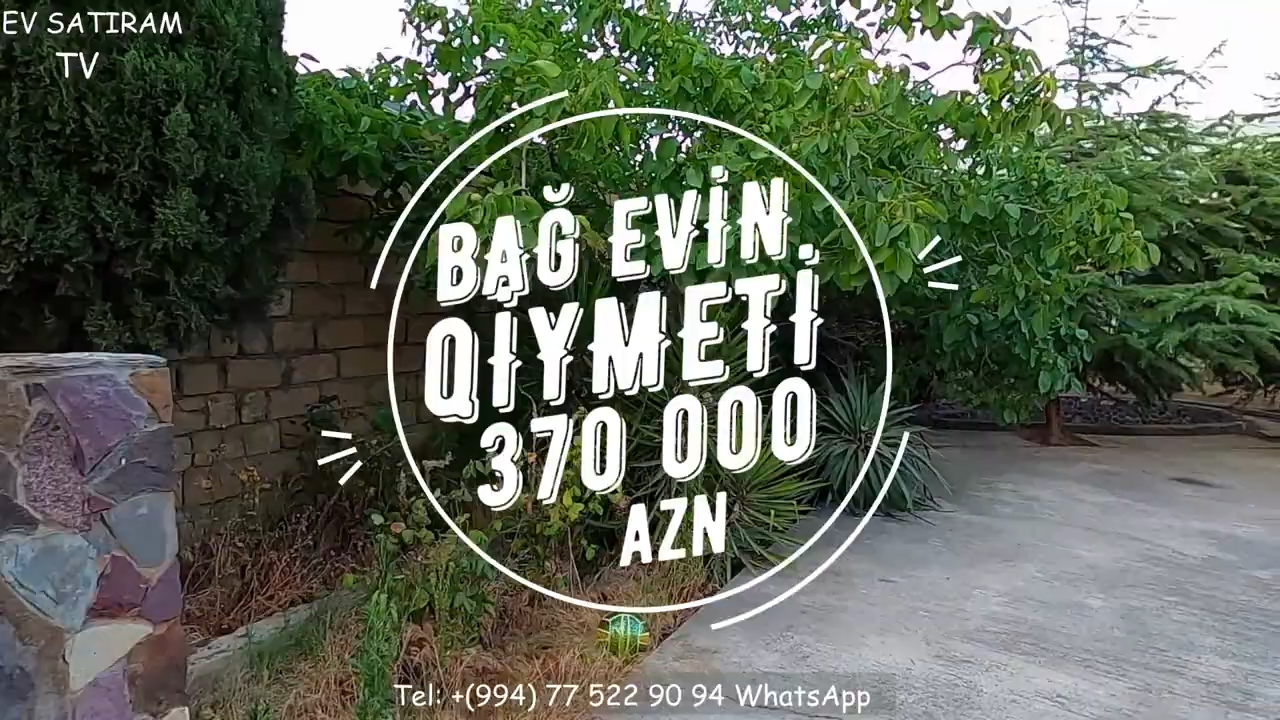 EV SATIRAM
TV
BAĞ EVİN
QİYMETİ
370 000
AZN
Tel: +(994) 77 522 90 94 WhatsApp